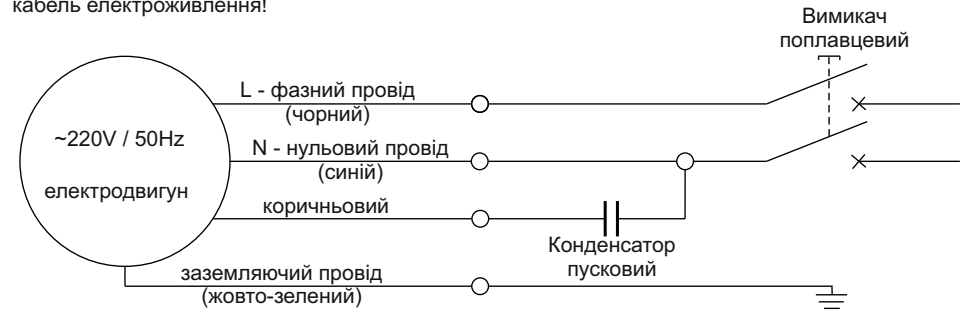 кабель електроживлення!
Вимикач
поплавцевий
L - фазний провід
(чорний)
~220V / 50Hz
N - нульовий провід
(синій)
електродвигун
коричньовий
Конденсатор
пусковий
заземляючий провід
(жовто-зелений)